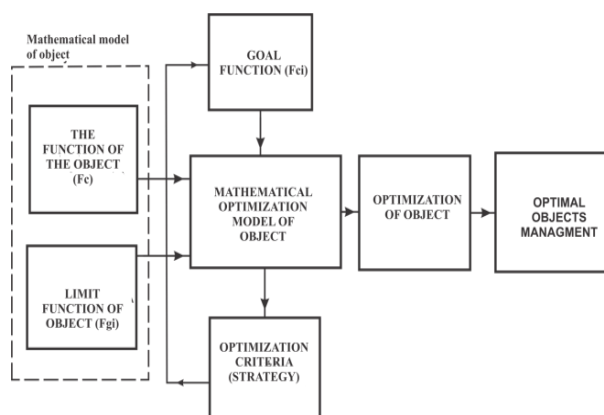 Mathematical model
of object
GOAL
FUNCTION (Fci)
THE
FUNCTION OF
THE OBJECT (Fc)
MATHEMATICAL
OPTIMIZATION
MODEL OF
OBJECT
OPTIMIZATION
OF OBJECT
OPTIMAL
OBJECTS
MANAGMENT
LIMIT
FUNCTION OF
OBJECT (Fgi)
OPTIMIZATION
CRITERIA
(STRATEGY)